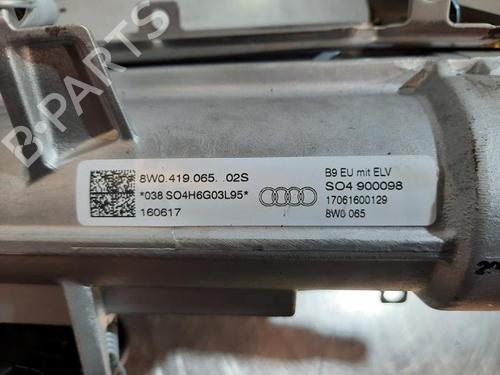 8W0.419.065. .02S
*038 SO4H6G03L95*
160617
B9 EU mit ELV
SO4 900098
17061600129
8W0 065
B-PARTS